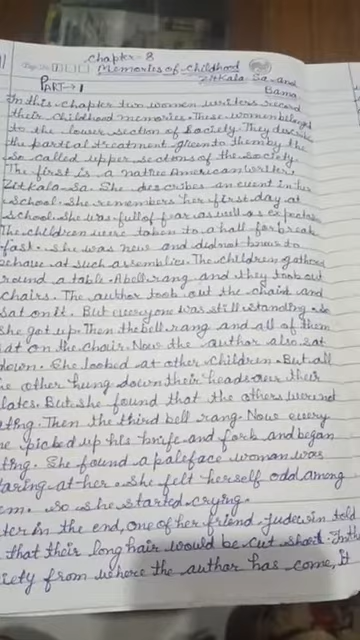 chapter - 8
Memories of childhood
Zitkala-Sa-and
Bama
PART → 1
In this chapter two women writers record
their childhood memories. These women belonged
to the lower section of Society. They describe
the partial treatment given to them by the
so called upper sections of the society.
The first is a native American writer.
Zitkala-Sa. She describes an event in her
school. She remembers her first day at
school. She was full of fear as well as
The children were taken to a hall for break
fast. She was new and did not know to
at such assemblies. The children gathered
round a table. A bell rang and they took out
chairs. The author took out the chair and
sat on it. But everyone was still standing. So
she got up. Then the bell rang and all of them
sat on the chair. Now the author also sat
down. She looked at other children. But all
other hung down their heads over their
plates. But she found that the others were not
Then the third bell rang. Now every
picked up his knife and fork and began
She found a paleface woman was
at her. She felt herself odd among
so she started crying.
in the end, one of her friend. Judewin told
that their long hair would be cut short. In the
from where the author has come, It